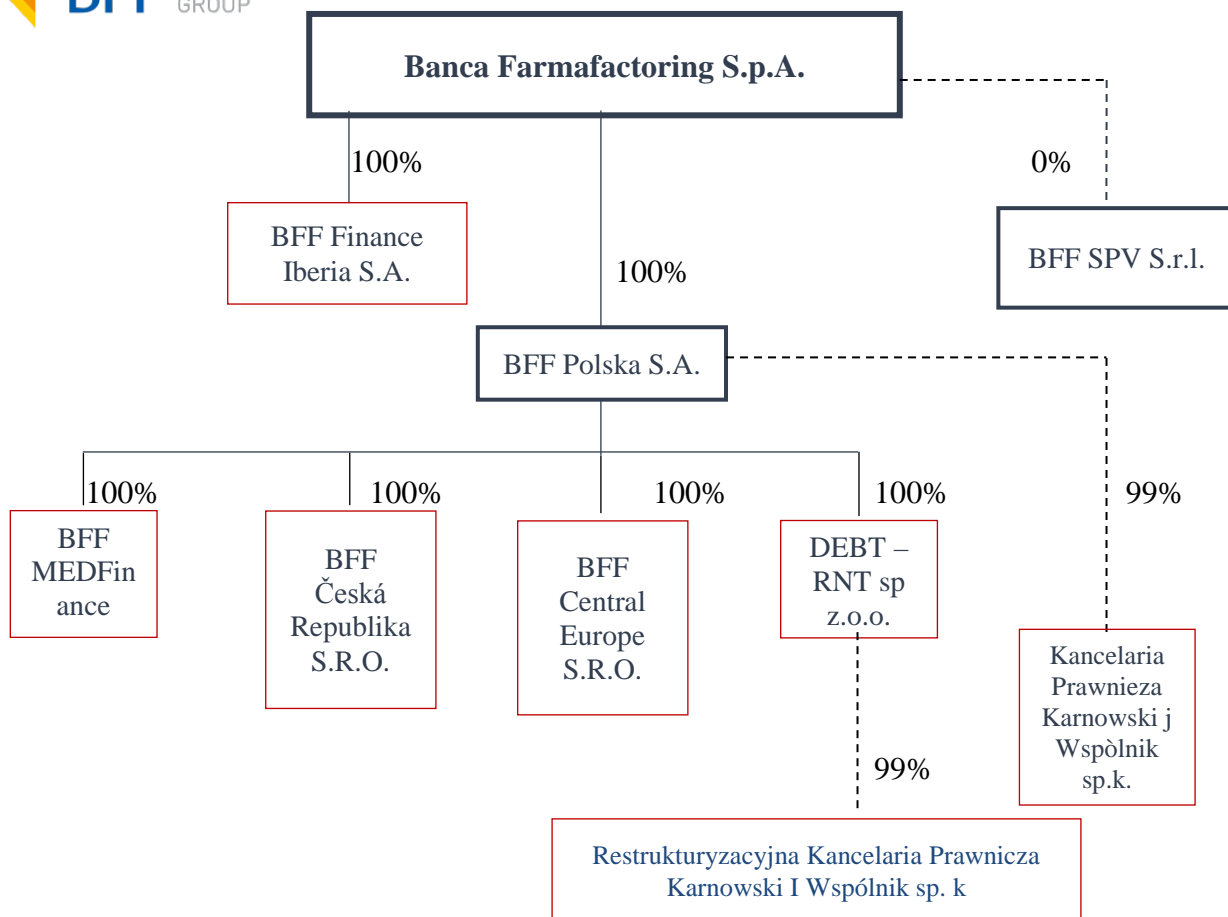 BFF
GROUP
Banca Farmafactoring S.p.A.
100%
0%
BFF Finance
Iberia S.A.
BFF SPV S.r.l.
100%
BFF Polska S.A.
100%
100%
100%
100%
99%
BFF
MEDFin
ance
BFF
Česká
Republika
S.R.O.
BFF
Central
Europe
S.R.O.
DEBT –
RNT sp
z.o.o.
Kancelaria
Prawnieza
Karnowski j
Wspòlnik
sp.k.
99%
Restrukturyzacyjna Kancelaria Prawnicza
Karnowski I Wspólnik sp. k